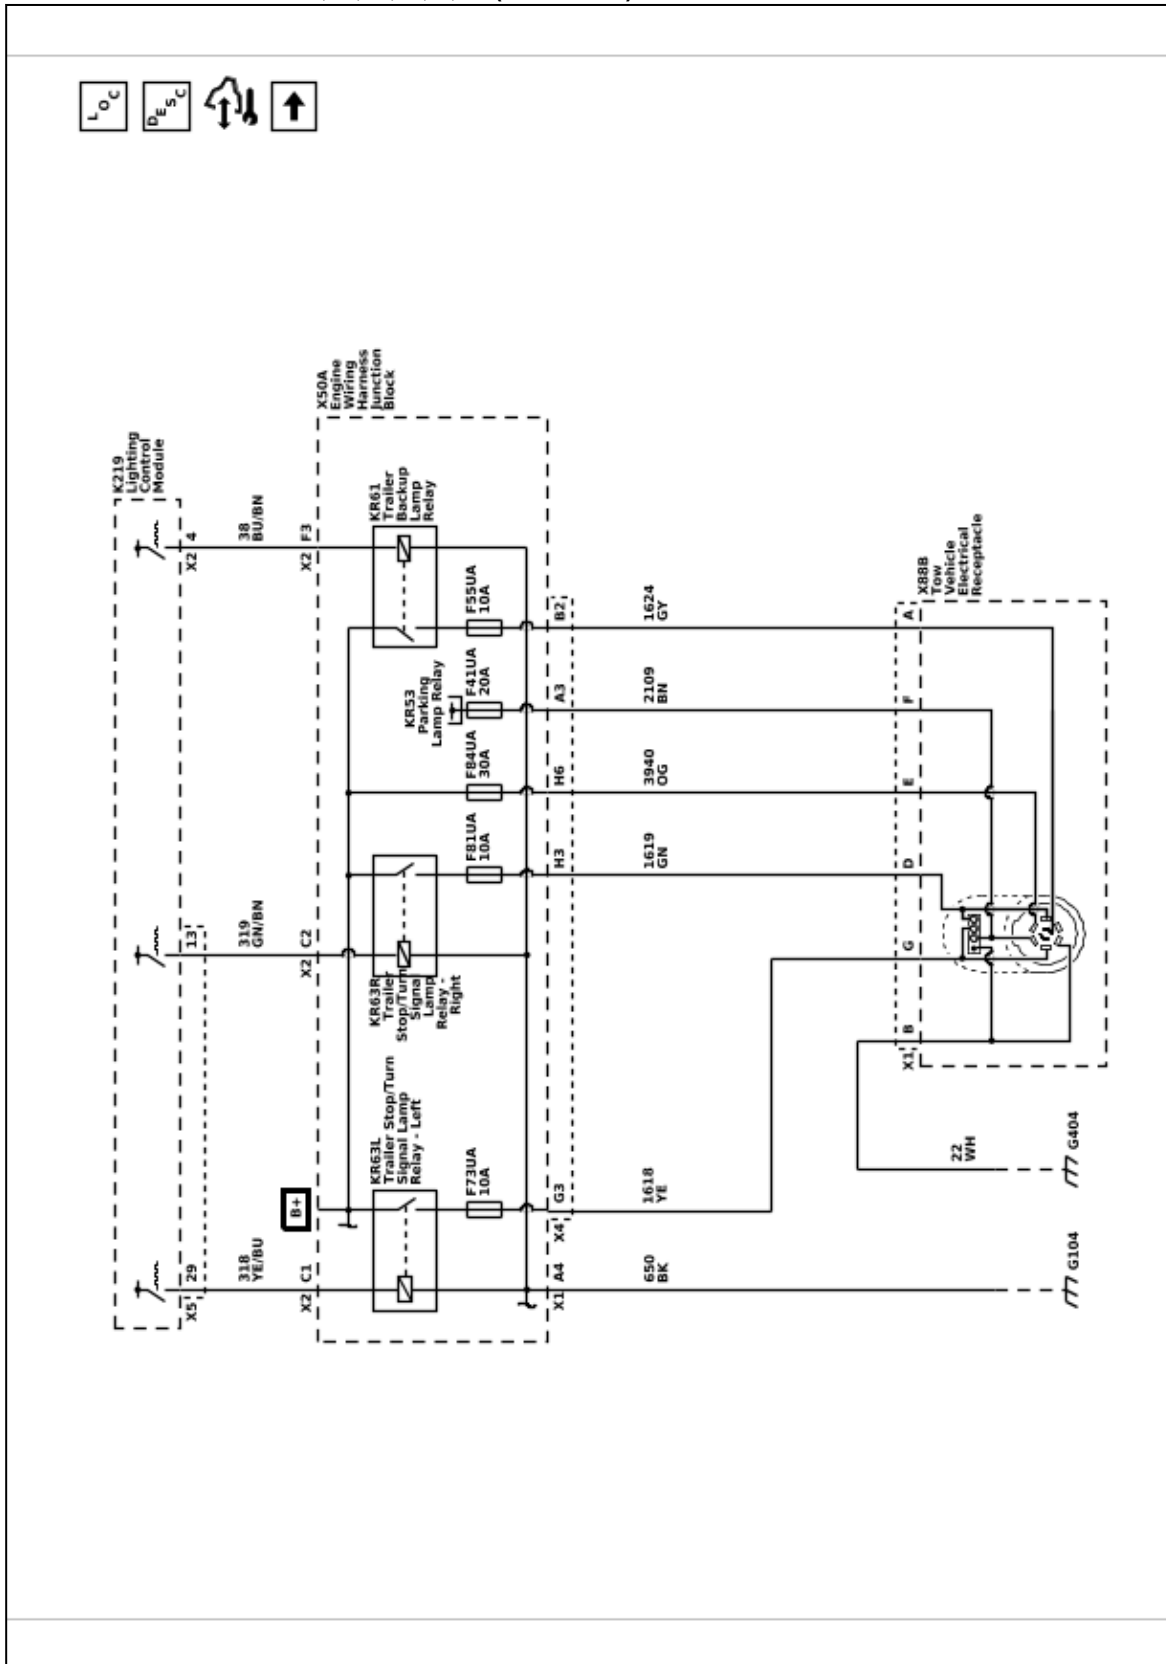 LOC
DESC
K219
Lighting
Control
Module
X2
4
38
BU/BN
X2
F3
13
319
GN/BN
X2
C2
X5
29
318
YE/BU
X2
C1
B+
X50A
Engine
Wiring
Harness
Junction
Block
KR61
Trailer
Backup
Lamp
Relay
F55UA
10A
KR53
Parking
Lamp Relay
F41UA
20A
F84UA
30A
F81UA
10A
KR63R
Trailer
Stop/Turn
Signal
Lamp
Relay -
Right
KR63L
Trailer Stop/Turn
Signal Lamp
Relay - Left
F73UA
10A
B2
A3
H6
H3
G3
X4
A4
X1
1624
GY
2109
BN
3940
OG
1619
GN
1618
YE
650
BK
X88B
Tow
Vehicle
Electrical
Receptacle
A
F
E
D
G
B
X1
22
WH
G404
G104